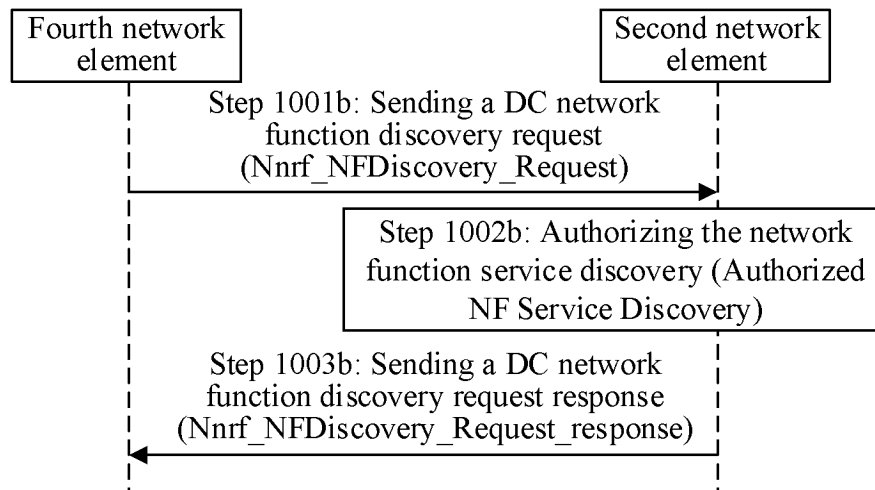 Fourth network
element
Second network
element
Step 1001b: Sending a DC network
function discovery request
(Nnrf_NFDiscovery_Request)
Step 1002b: Authorizing the network
function service discovery (Authorized
NF Service Discovery)
Step 1003b: Sending a DC network
function discovery request response
(Nnrf_NFDiscovery_Request_response)